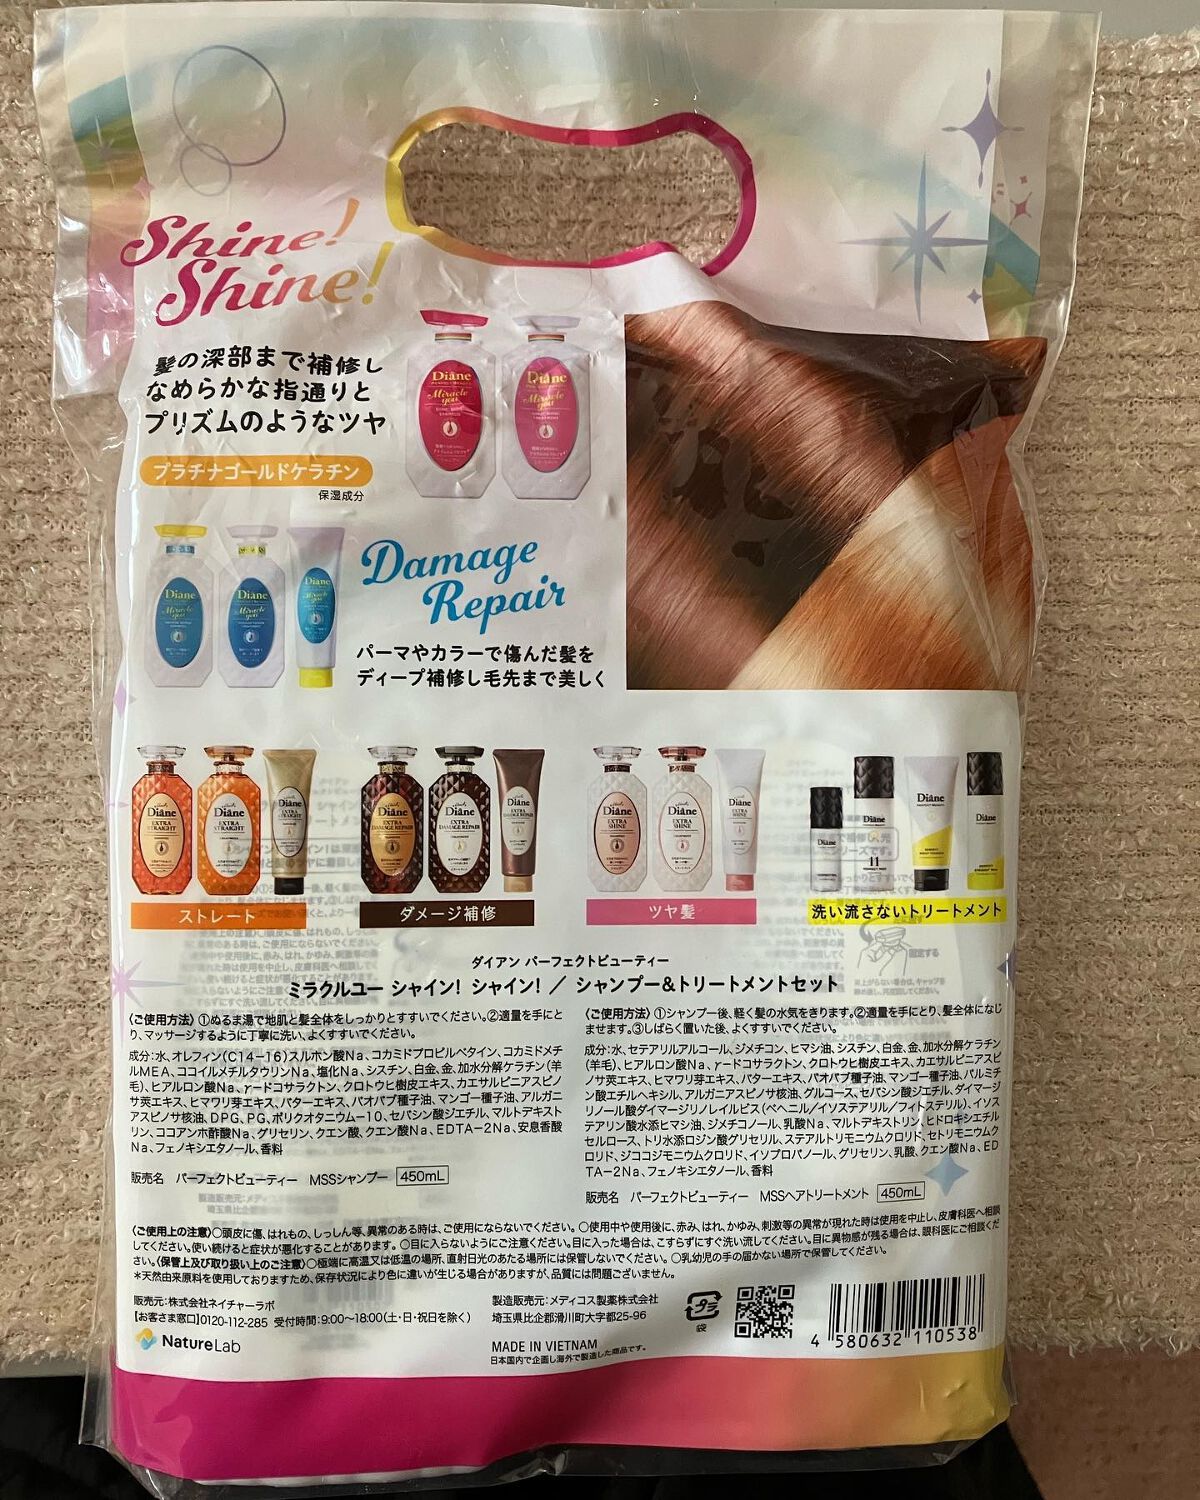 Shine!
Shine!
髪の深部まで補修し
なめらかな指通りと
プリズムのようなツヤ
プラチナゴールドケラチン
保湿成分
Diane
Miracle you
Diane
Miracle you
Damage
Repair
パーマやカラーで傷んだ髪を
ディープ補修し毛先まで美しく
Diane
Miracle you
Diane
Miracle you
Diane
Miracle you
Diane
EXTRA
STRAIGHT
Diane
EXTRA
STRAIGHT
Diane
EXTRA
STRAIGHT
ストレート
Diane
EXTRA
DAMAGE REPAIR
Diane
EXTRA
DAMAGE REPAIR
Diane
ダメージ補修
Diane
EXTRA
SHINE
Diane
EXTRA
SHINE
Diane
EXTRA
SHINE
ツヤ髪
Diane
Diane
11
Diane
Diane
洗い流さないトリートメント
ダイアン パーフェクトビューティー
ミラクルユー シャイン! シャイン! / シャンプー&トリートメントセット
〈ご使用方法〉①ぬるま湯で地肌と髪全体をしっかりとすすいでください。②適量を手にと
り、マッサージするように丁寧に洗い、よくすすいでください。
成分:水、オレフィン(C14-16)スルホン酸Na、コカミドプロピルベタイン、コカミドメチ
ルMEA、ココイルメチルタウリンNa、塩化Na、シスチン、白金、金、加水分解ケラチン(羊
毛)、ヒアルロン酸Na、γ-ドコサラクトン、クロトウヒ樹皮エキス、カエサルピニアスピノ
サ莢エキス、ヒマワリ芽エキス、バターエキス、バオバブ種子油、マンゴー種子油、アルガニ
アスピノサ核油、DPG、PG、ポリクオタニウム-10、セバシン酸ジエチル、マルトデキスト
リン、ココアンホ酢酸Na、グリセリン、クエン酸、クエン酸Na、EDTA-2Na、安息香酸
Na、フェノキシエタノール、香料
販売名 パーフェクトビューティー MSSシャンプー 450mL
〈ご使用方法〉①シャンプー後、軽く髪の水気をきります。②適量を手にとり、髪全体になじ
ませます。③しばらく置いた後、よくすすいでください。
成分:水、セテアリルアルコール、ジメチコン、ヒマシ油、シスチン、白金、金、加水分解ケラチン
(羊毛)、ヒアルロン酸Na、γ-ドコサラクトン、クロトウヒ樹皮エキス、カエサルピニアスピ
ノサ莢エキス、ヒマワリ芽エキス、バターエキス、バオバブ種子油、マンゴー種子油、パルミチ
ン酸エチルヘキシル、アルガニアスピノサ核油、グルコース、セバシン酸ジエチル、ダイマージ
リノール酸ダイマージリノレイルビス(ベヘニル/イソステアリル/フィトステリル)、イソス
テアリン酸水添ヒマシ油、ジメチコノール、乳酸Na、マルトデキストリン、ヒドロキシエチル
セルロース、トリ水添ロジン酸グリセリル、ステアルトリモニウムクロリド、セトリモニウムク
ロリド、ジココジモニウムクロリド、イソプロパノール、グリセリン、乳酸、クエン酸Na、ED
TA-2Na、フェノキシエタノール、香料
販売名 パーフェクトビューティー MSSヘアトリートメント 450mL
〈ご使用上の注意〉○頭皮に傷、はれもの、しっしん等、異常のある時は、ご使用にならないでください。○使用中や使用後に、赤み、はれ、かゆみ、刺激等の異常が現れた時は使用を中止し、皮膚科医へ相談
してください。使い続けると症状が悪化することがあります。○目に入らないようにご注意ください。目に入った場合は、こすらずにすぐ洗い流してください。目に異物感が残る場合は、眼科医にご相談くだ
さい。〈保管上及び取り扱い上のご注意〉○極端に高温又は低温の場所、直射日光のあたる場所には保管しないでください。○乳幼児の手の届かない場所で保管してください。
*天然由来原料を使用しておりますため、保存状況により色に違いが生じる場合がありますが、品質には問題ございません。
販売元:株式会社ネイチャーラボ
【お客さま窓口】0120-112-285 受付時間:9:00〜18:00(土・日・祝日を除く)
NatureLab
製造販売元:メディコス製薬株式会社
埼玉県比企郡滑川町大字都25-96
MADE IN VIETNAM
日本国内で企画し海外で製造した商品です。
プラ
袋
4 580632 110538